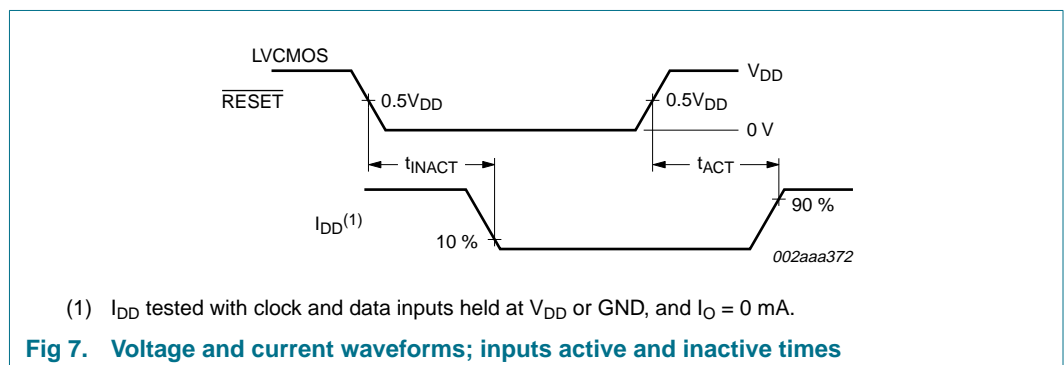 LVCMOS
RESET
0.5VDD
0.5VDD
VDD
0 V
tINACT
tACT
IDD(1)
10 %
90 %
002aaa372
(1) IDD tested with clock and data inputs held at VDD or GND, and IO = 0 mA.
Fig 7. Voltage and current waveforms; inputs active and inactive times